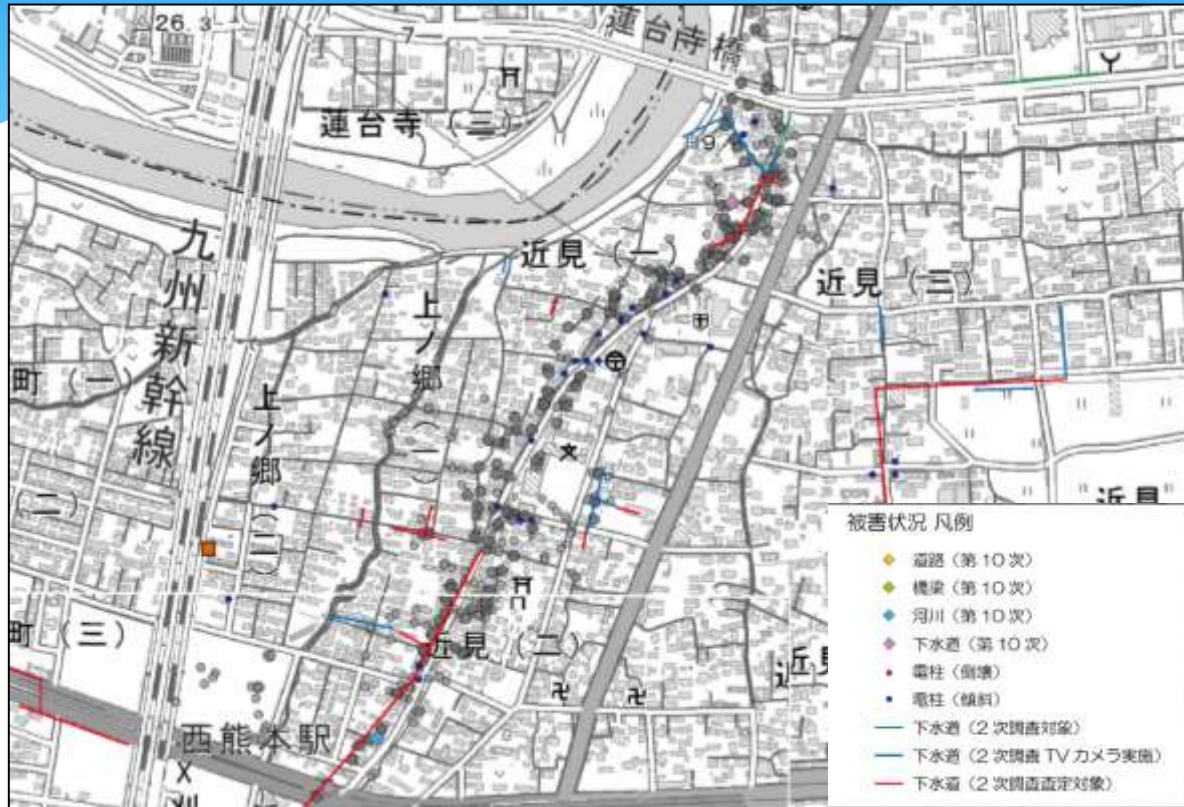 26 3
7
蓮台寺橋
蓮台寺（三）
9
九州新幹線
近見（一）
近見（三）
上ノ郷（一）
町（一）
上ノ郷（二）
（二）
近見
町（三）
近見（二）
西熊本駅
被害状況 凡例
道路（第10次）
橋梁（第10次）
河川（第10次）
下水道（第10次）
電柱（倒壊）
電柱（傾斜）
下水道（2次調査対象）
下水道（2次調査TVカメラ実施）
下水道（2次調査査定対象）